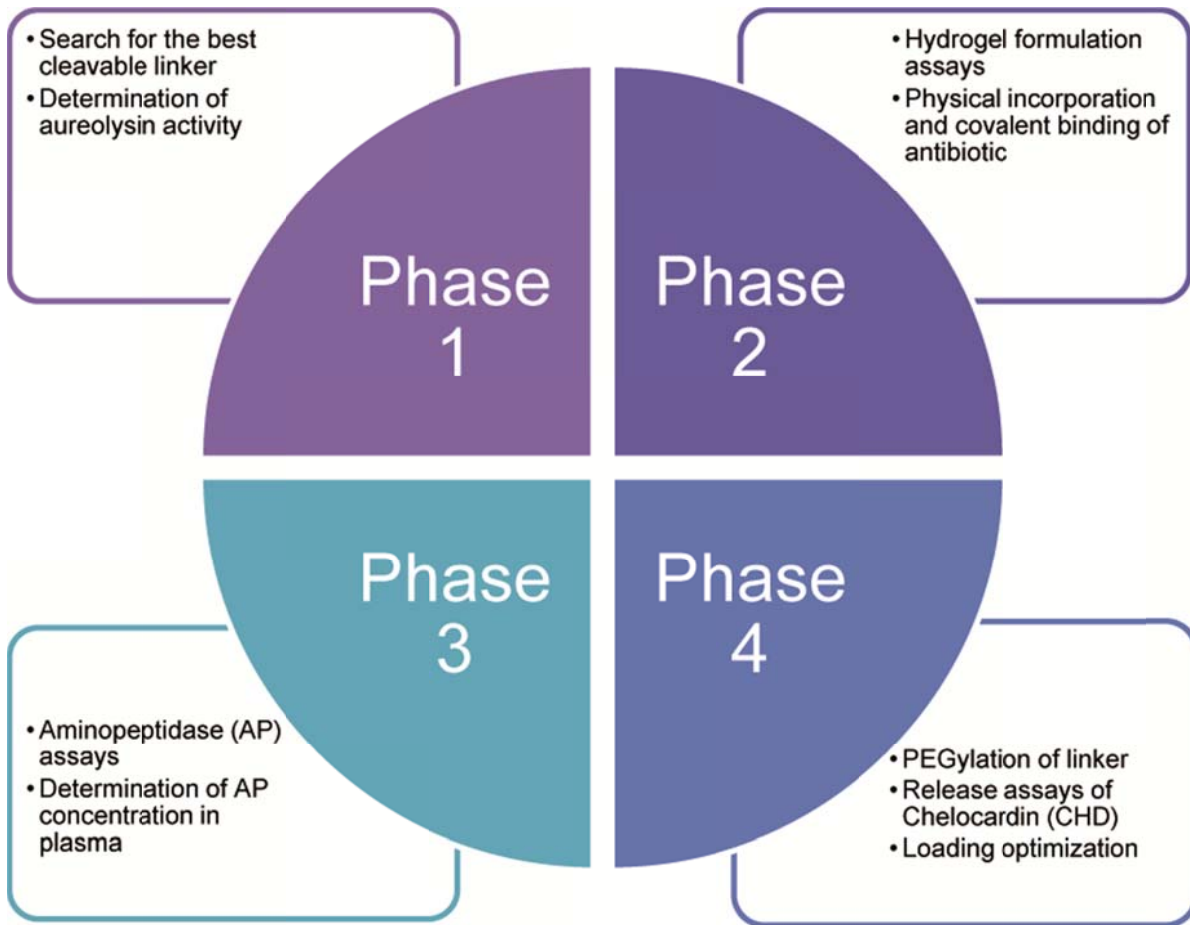 • Search for the best
cleavable linker
• Determination of
aureolysin activity
• Hydrogel formulation
assays
• Physical incorporation
and covalent binding of
antibiotic
Phase
1
Phase
2
Phase
3
Phase
4
• Aminopeptidase (AP)
assays
• Determination of AP
concentration in
plasma
• PEGylation of linker
• Release assays of
Chelocardin (CHD)
• Loading optimization